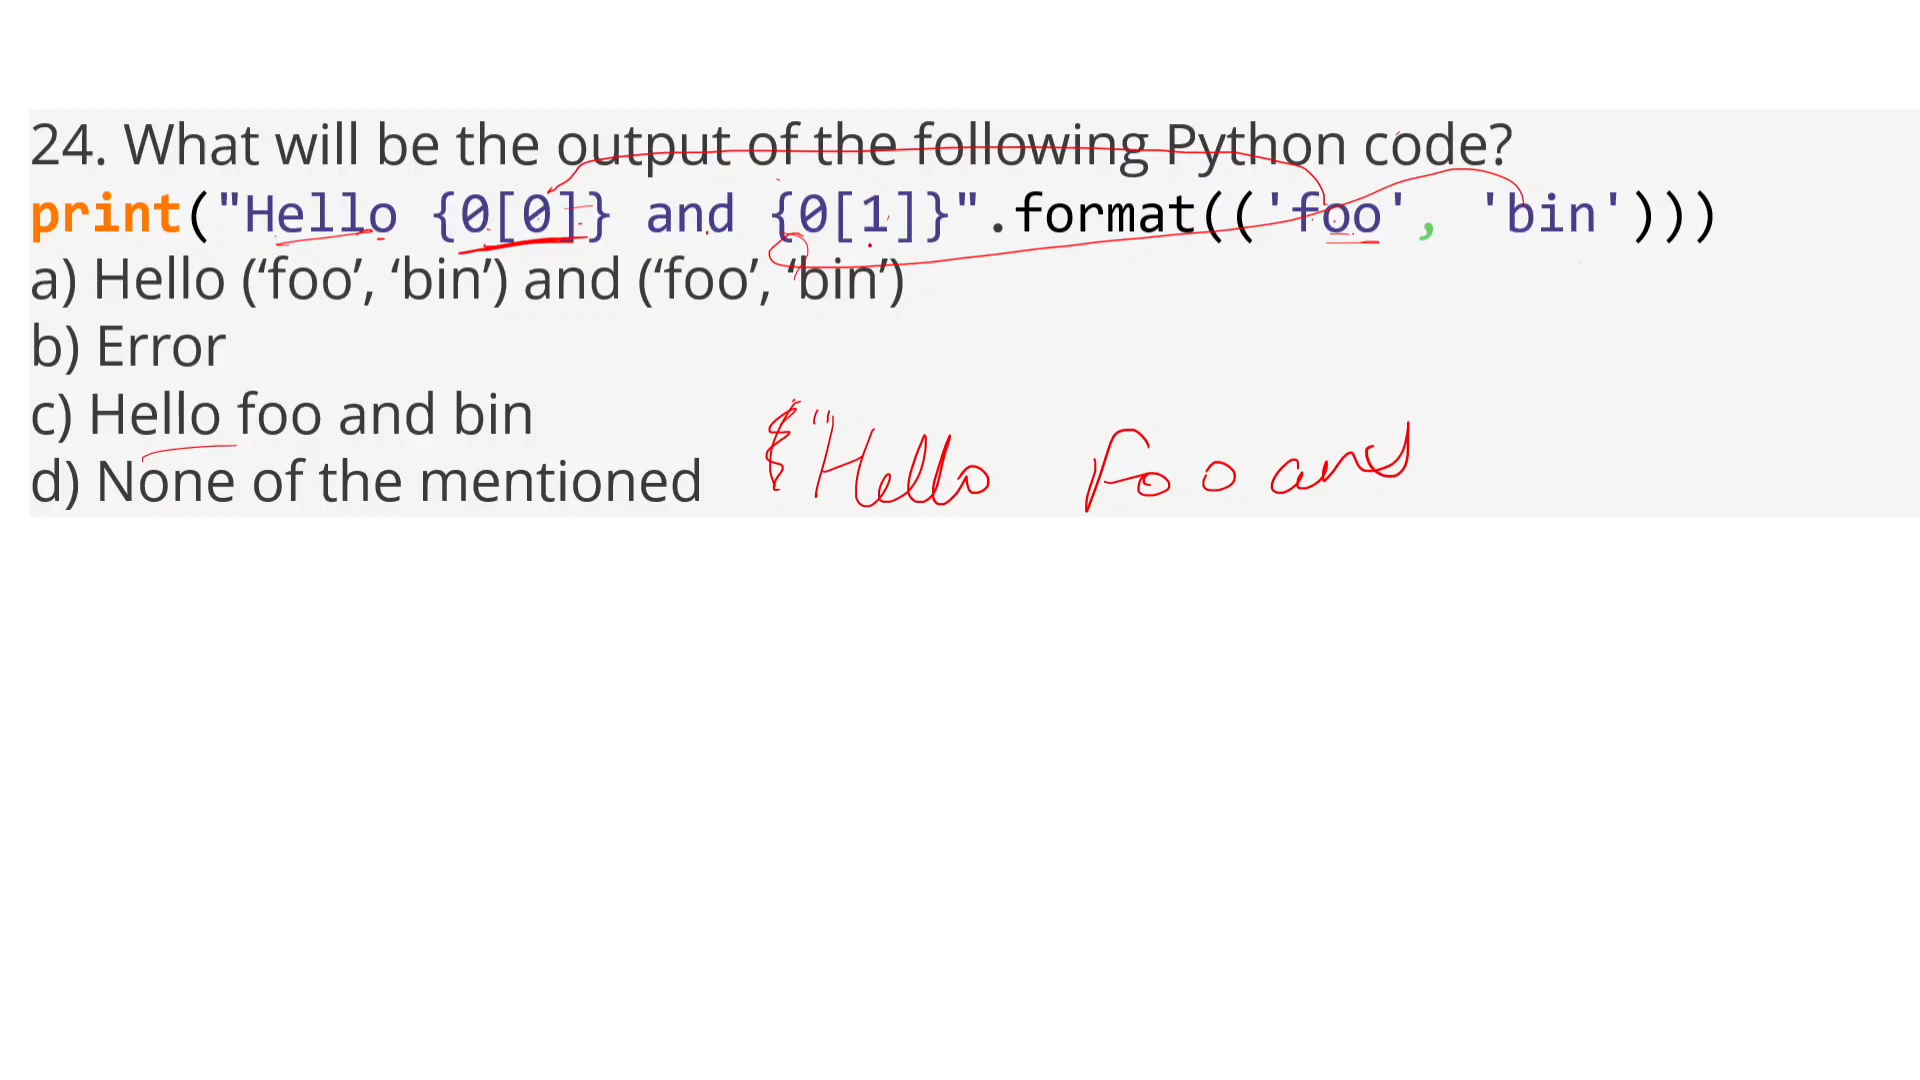 24. What will be the output of the following Python code?
print("Hello {0[0]} and {0[1]}".format(('foo', 'bin')))
a) Hello (‘foo’, ‘bin’) and (‘foo’, ‘bin’)
b) Error
c) Hello foo and bin
d) None of the mentioned
"Hello foo and